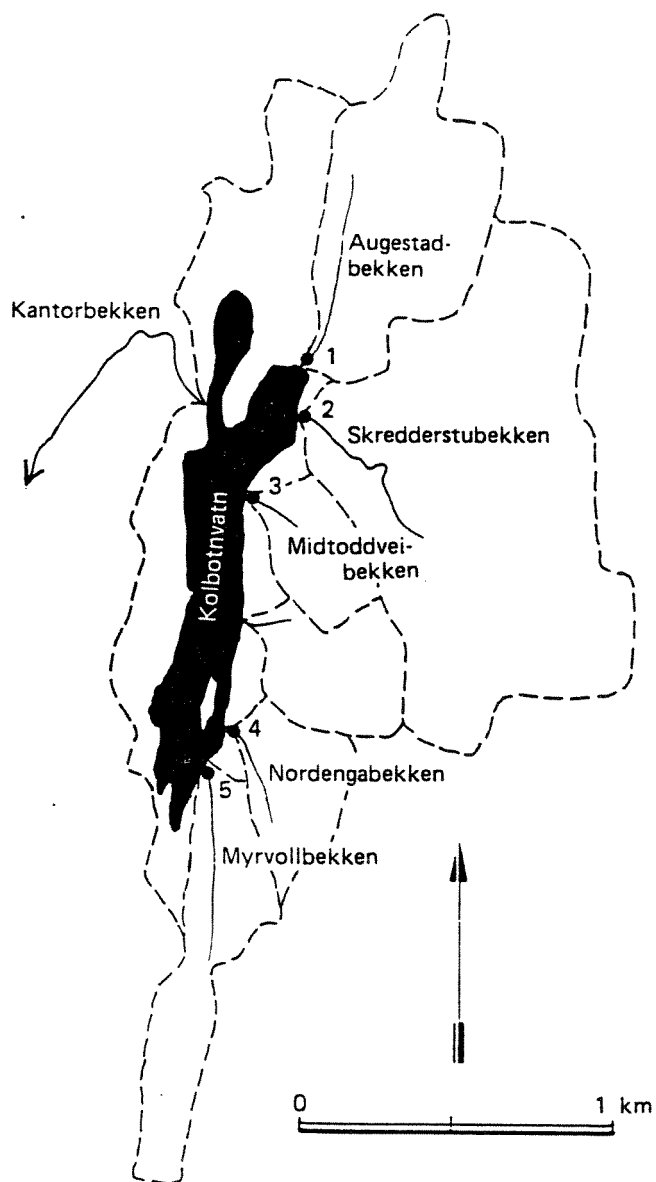 Augestad-
bekken
Kantorbekken
1
2
Skredderstubekken
3
Midtoddvei-
bekken
Kolbotnvatn
4
Nordengabekken
5
Myrvollbekken
0 1 km